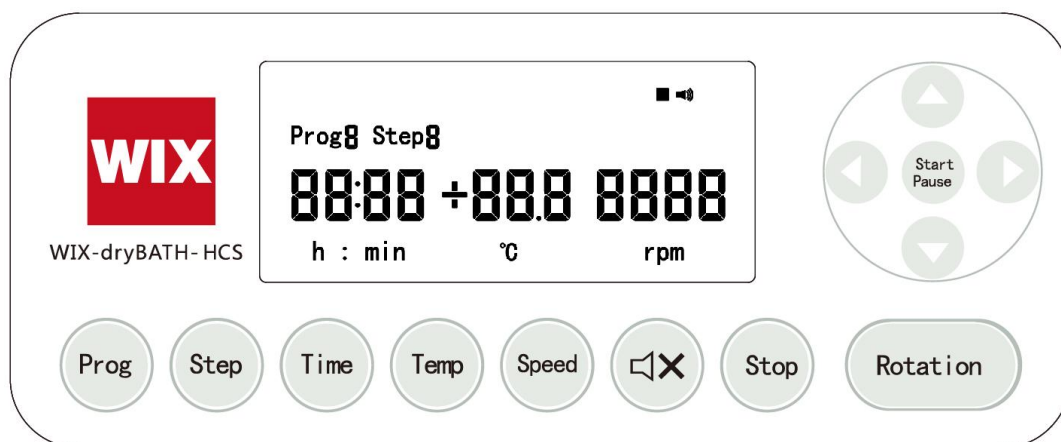 WIX
WIX-dryBATH-HCS
Prog8 Step8
88:88 +88.8 8888
h : min ℃ rpm
Start
Pause
Prog Step Time Temp Speed Stop Rotation